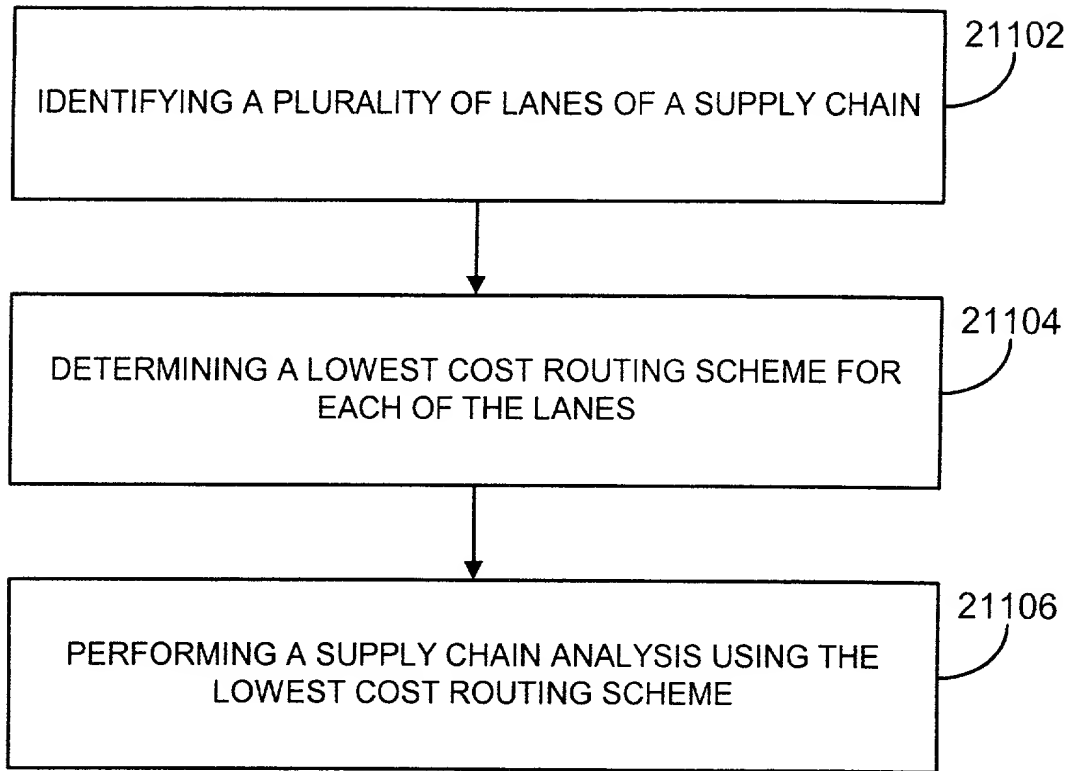 21102
IDENTIFYING A PLURALITY OF LANES OF A SUPPLY CHAIN
21104
DETERMINING A LOWEST COST ROUTING SCHEME FOR
EACH OF THE LANES
21106
PERFORMING A SUPPLY CHAIN ANALYSIS USING THE
LOWEST COST ROUTING SCHEME